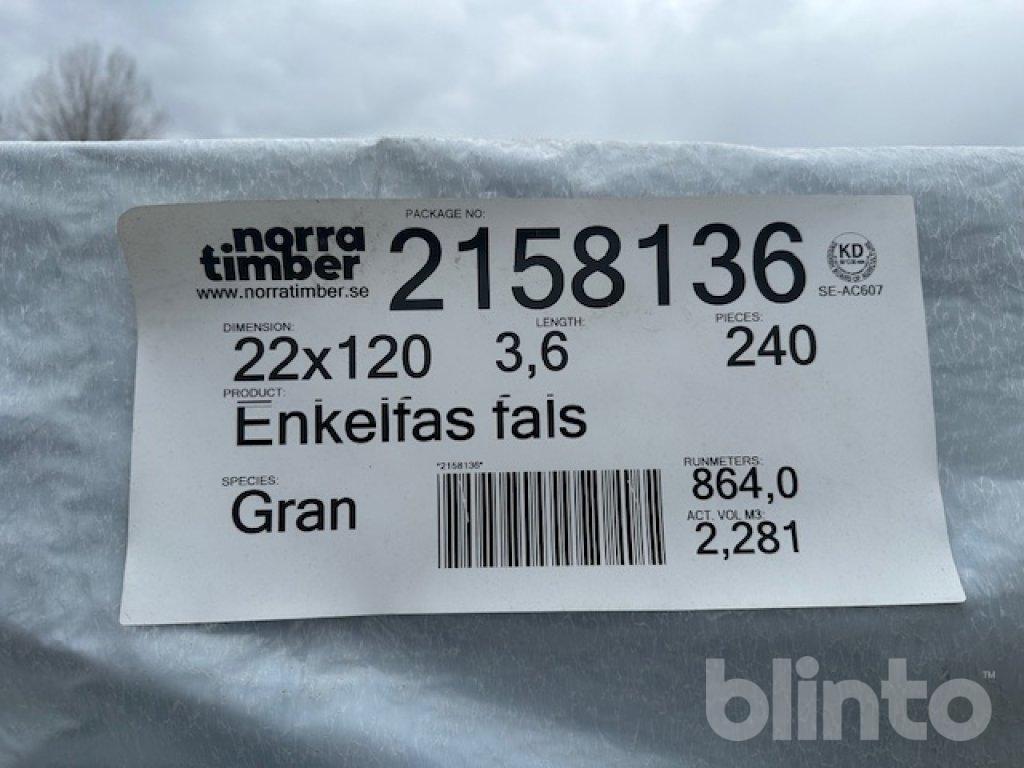 norra
timber
www.norratimber.se
PACKAGE NO:
2158136
KD
SE-AC607
DIMENSION:
22x120
LENGTH:
3,6
PIECES:
240
PRODUCT:
Enkelfas fals
SPECIES:
Gran
*2158136*
RUNMETERS:
864,0
ACT. VOL M3:
2,281
blinto™